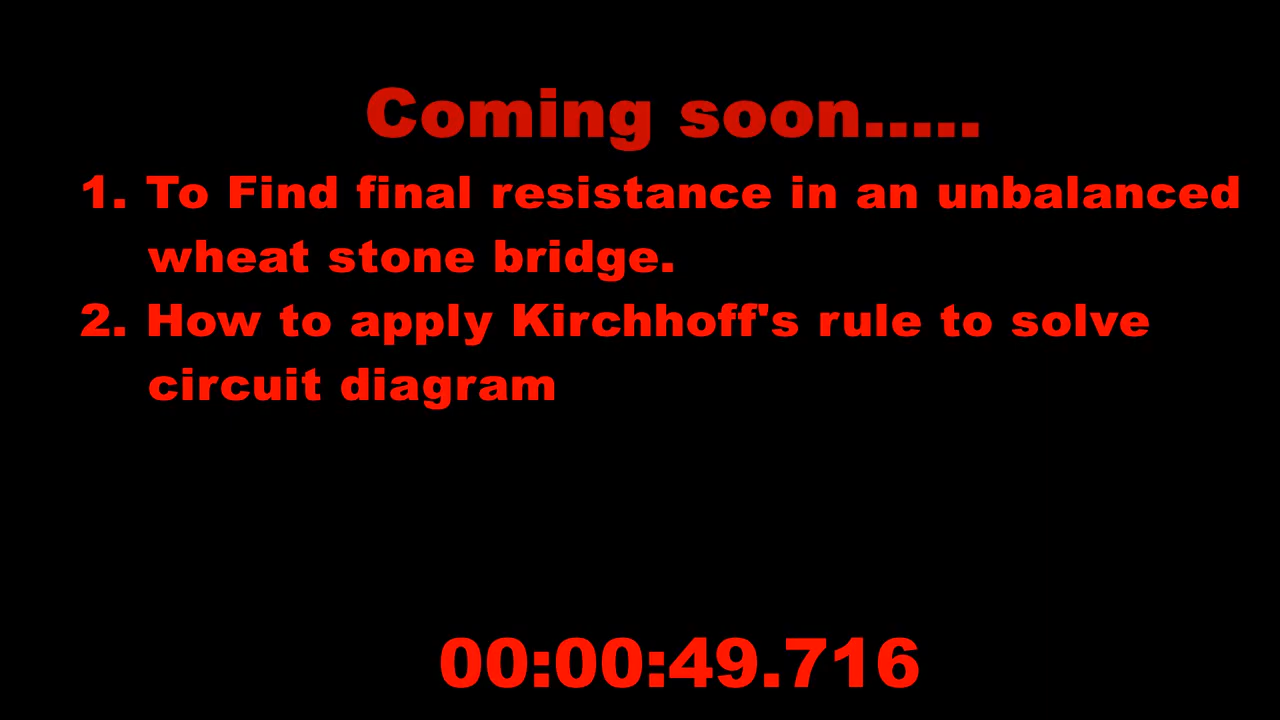 Coming soon.....
1. To Find final resistance in an unbalanced
wheat stone bridge.
2. How to apply Kirchhoff's rule to solve
circuit diagram
00:00:49.716